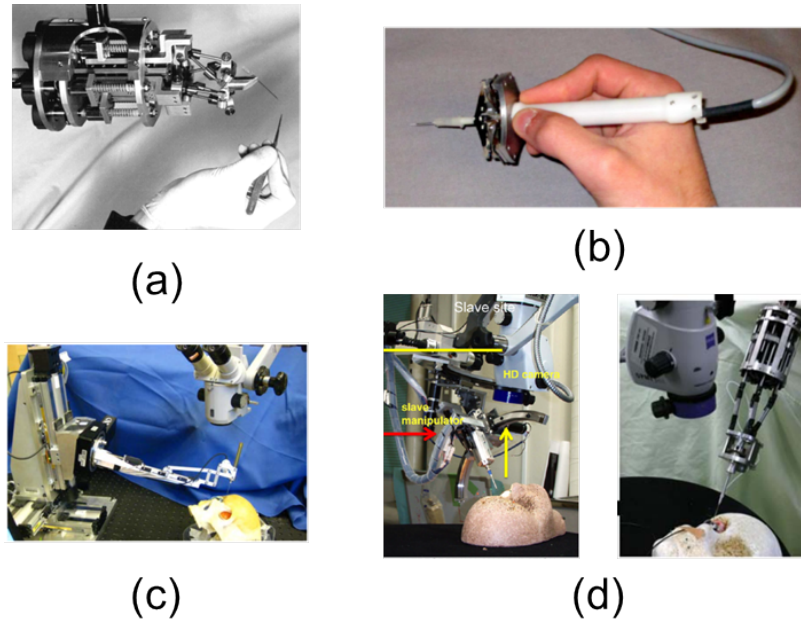 (a)
(b)
(c)
Slave site
HD camera
slave
manipulator
(d)